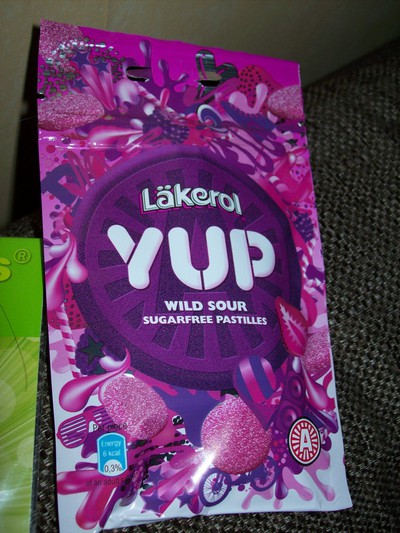 Läkerol
YUP
WILD SOUR
SUGARFREE PASTILLES
s®
Energy
6 kcal
0,3%
A